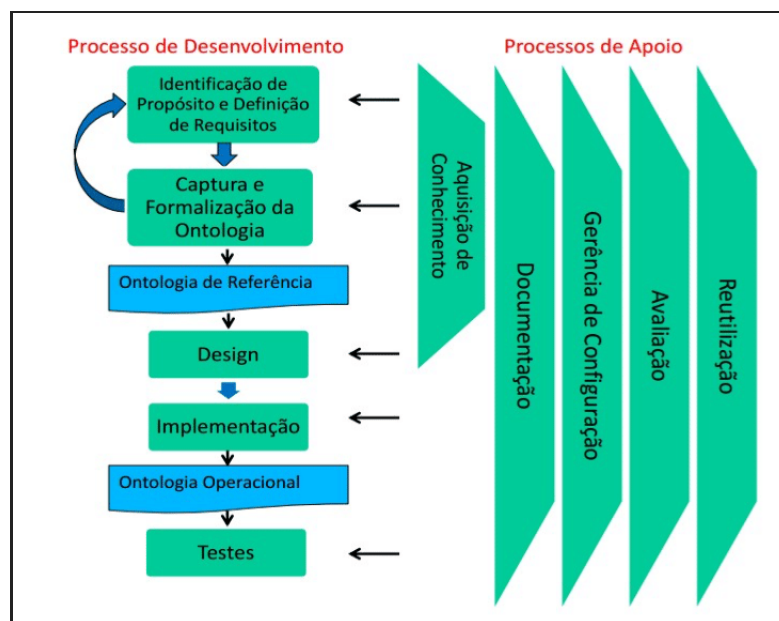 Processo de Desenvolvimento
Processos de Apoio
Identificação de
Propósito e Definição
de Requisitos
Captura e
Formalização da
Ontologia
Ontologia de Referência
Design
Implementação
Ontologia Operacional
Testes
Aquisição de
Conhecimento
Documentação
Gerência de Configuração
Avaliação
Reutilização